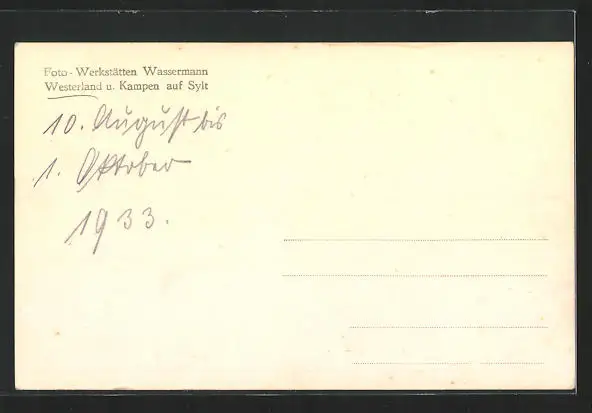 Foto-Werkstätten Wassermann
Westerland u. Kampen auf Sylt
10. August bis
1. Oktober
1933.